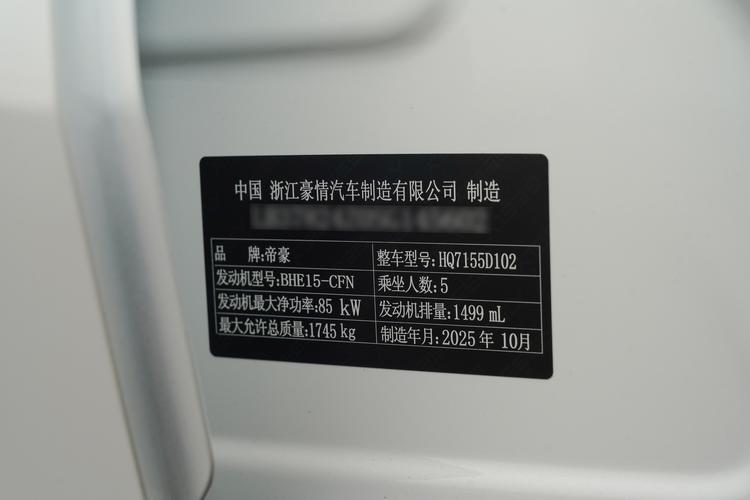 中国 浙江豪情汽车制造有限公司 制造
品 牌:帝豪 整车型号:HQ7155D102
发动机型号:BHE15-CFN 乘坐人数:5
发动机最大净功率:85 kW 发动机排量:1499 mL
最大允许总质量:1745 kg 制造年月:2025 年 10月